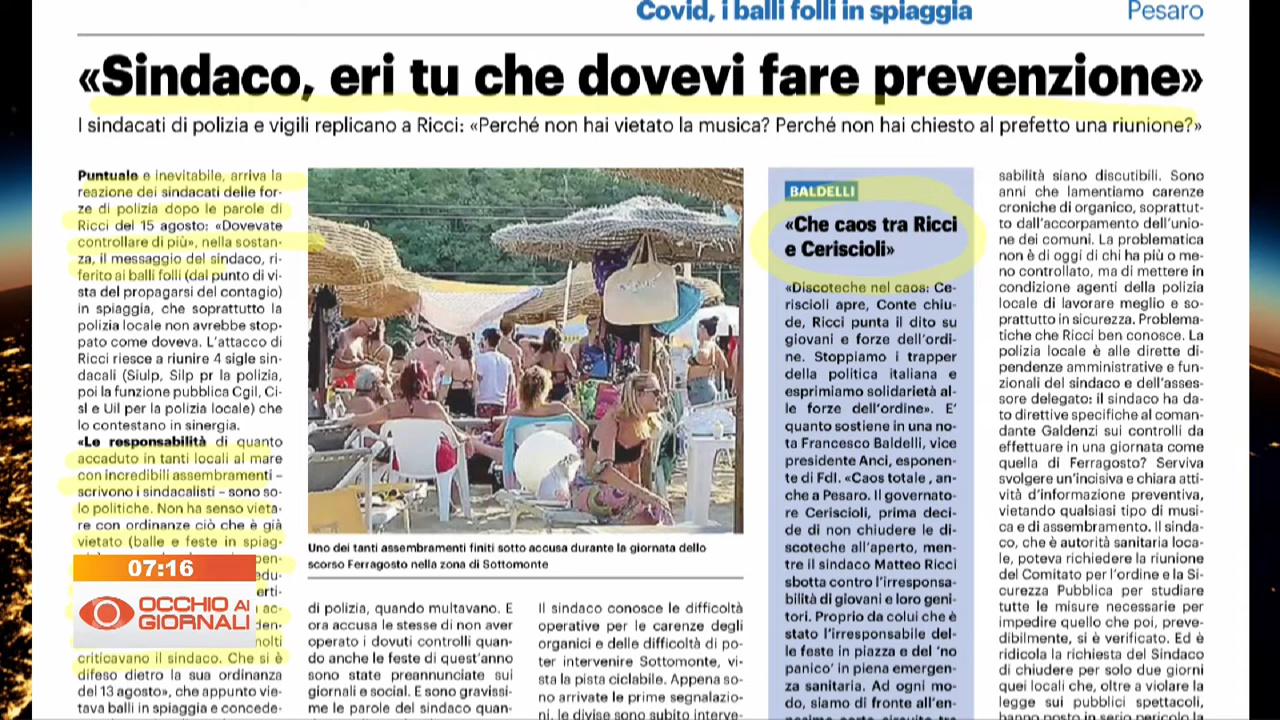 Covid, i balli folli in spiaggia
Pesaro
«Sindaco, eri tu che dovevi fare prevenzione»
I sindacati di polizia e vigili replicano a Ricci: «Perché non hai vietato la musica? Perché non hai chiesto al prefetto una riunione?»
Puntuale e inevitabile, arriva la
reazione dei sindacati delle for-
ze di polizia dopo le parole di
Ricci del 15 agosto: «Dovevate
controllare di più», nella sostan-
za, il messaggio del sindaco, ri-
ferito ai balli folli (dal punto di vi-
sta del propagarsi del contagio)
in spiaggia, che soprattutto la
polizia locale non avrebbe stop-
pato come doveva. L'attacco di
Ricci riesce a riunire 4 sigle sin-
dacali (Siulp, Silp pr la polizia,
poi la funzione pubblica Cgil, Ci-
sl e Uil per la polizia locale) che
lo contestano in sinergia.
«Le responsabilità di quanto
accaduto in tanti locali al mare
con incredibili assembramenti –
scrivono i sindacalisti – sono so-
lo politiche. Non ha senso vieta-
re con ordinanze ciò che è già
vietato (balle e feste in spiag-
pen-
edu-
erti-
ac-
den-
molti
criticavano il sindaco. Che si è
difeso dietro la sua ordinanza
del 13 agosto», che appunto vie-
tava balli in spiaggia e concede-
07:16
OCCHIO AI
GIORNALI
Uno dei tanti assembramenti finiti sotto accusa durante la giornata dello
scorso Ferragosto nella zona di Sottomonte
di polizia, quando multavano. E
ora accusa le stesse di non aver
operato i dovuti controlli quan-
do anche le feste di quest'anno
sono state preannunciate sui
giornali e social. E sono gravissi-
me le parole del sindaco quan-
Il sindaco conosce le difficoltà
operative per le carenze degli
organici e delle difficoltà di po-
ter intervenire Sottomonte, vi-
sta la pista ciclabile. Appena so-
no arrivate le prime segnalazio-
ni, le divise sono subito interve-
BALDELLI
«Che caos tra Ricci
e Ceriscioli»
«Discoteche nel caos: Ce-
riscioli apre, Conte chiu-
de, Ricci punta il dito su
giovani e forze dell'ordi-
ne. Stoppiamo i trapper
della politica italiana e
esprimiamo solidarietà al-
le forze dell'ordine». E'
quanto sostiene in una no-
ta Francesco Baldelli, vice
presidente Anci, esponen-
te di FdI. «Caos totale , an-
che a Pesaro. Il governato-
re Ceriscioli, prima deci-
de di non chiudere le di-
scoteche all'aperto, men-
tre il sindaco Matteo Ricci
sbotta contro l'irresponsa-
bilità di giovani e loro geni-
tori. Proprio da colui che è
stato l'irresponsabile del-
le feste in piazza e del 'no
panico' in piena emergen-
za sanitaria. Ad ogni mo-
do, siamo di fronte all'en-
sabilità siano discutibili. Sono
anni che lamentiamo carenze
croniche di organico, soprattut-
to dall'accorpamento dell'unio-
ne dei comuni. La problematica
non è di oggi di chi ha più o me-
no controllato, ma di mettere in
condizione agenti della polizia
locale di lavorare meglio e so-
prattutto in sicurezza. Problema-
tiche che Ricci ben conosce. La
polizia locale è alle dirette di-
pendenze amministrative e fun-
zionali del sindaco e dell'asses-
sore delegato: il sindaco ha da-
to direttive specifiche al coman-
dante Galdenzi sui controlli da
effettuare in una giornata come
quella di Ferragosto? Serviva
svolgere un'incisiva e chiara atti-
vità d'informazione preventiva,
vietando qualsiasi tipo di musi-
ca e di assembramento. Il sinda-
co, che è autorità sanitaria loca-
le, poteva richiedere la riunione
del Comitato per l'ordine e la Si-
curezza Pubblica per studiare
tutte le misure necessarie per
impedire quello che poi, preve-
dibilmente, si è verificato. Ed è
ridicola la richiesta del Sindaco
di chiudere per solo due giorni
quei locali che, oltre a violare la
legge sui pubblici spettacoli,
hanno posto in serio pericolo la